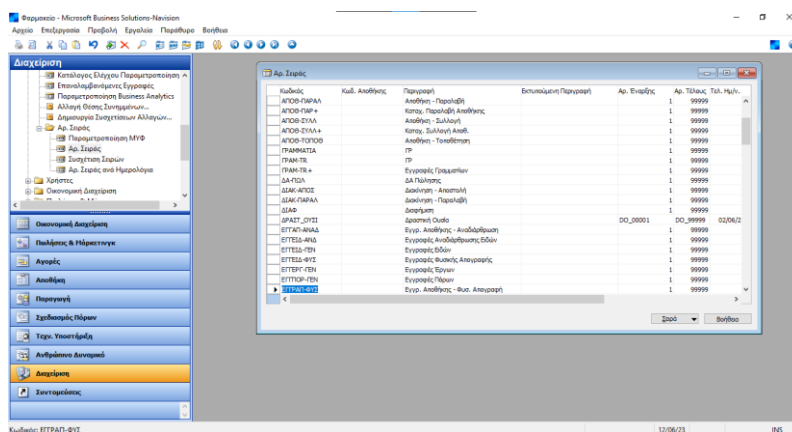 Φαρμακείο - Microsoft Business Solutions-Navision
Αρχείο Επεξεργασία Προβολή Εργαλεία Παράθυρο Βοήθεια
Διαχείριση
Κατάλογος Ελέγχου Παραμετροποίηση
Επαναλαμβανόμενες Εγγραφές
Παραμετροποίηση Business Analytics
Αλλαγή Θέσης Συνημμένων...
Δημιουργία Συσχετίσεων Αλλαγών...
Αρ. Σειράς
Παραμετροποίηση ΜΥΦ
Αρ. Σειράς
Συσχέτιση Σειρών
Αρ. Σειράς ανά Ημερολόγιο
Χρήστες
Οικονομική Διαχείριση
Οικονομική Διαχείριση
Πωλήσεις & Μάρκετινγκ
Αγορές
Αποθήκη
Παραγωγή
Σχεδιασμός Πόρων
Τεχν. Υποστήριξη
Ανθρώπινο Δυναμικό
Διαχείριση
Συντομεύσεις
Αρ. Σειράς
Κωδικός Κωδ. Αποθήκης Περιγραφή Εκτυπούμενη Περιγραφή Αρ. Έναρξης Αρ. Τέλους Τελ. Ημ/ν.
ΑΠΟΘ-ΠΑΡΑΛ Αποθήκη - Παραλαβή 1 99999
ΑΠΟΘ-ΠΑΡ+ Καταχ. Παραλαβή Αποθήκης 1 99999
ΑΠΟΘ-ΣΥΛΛ Αποθήκη - Συλλογή 1 99999
ΑΠΟΘ-ΣΥΛΛ+ Καταχ. Συλλογή Αποθ. 1 99999
ΑΠΟΘ-ΤΟΠΟΘ Αποθήκη - Τοποθέτηση 1 99999
ΓΡΑΜΜΑΤΙΑ ΓΡ 1 99999
ΓΡΑΜ-TR. ΓΡ 1 99999
ΓΡΑΜ-TR.+ Εγγραφές Γραμματίων 1 99999
ΔΑ-ΠΩΛ ΔΑ Πώλησης 1 99999
ΔΙΑΚ-ΑΠΟΣ Διακίνηση - Αποστολή 1 99999
ΔΙΑΚ-ΠΑΡΑΛ Διακίνηση - Παραλαβή 1 99999
ΔΙΑΦ Διαφήμιση 1 99999
ΔΡΑΣΤ_ΟΥΣΙ Δραστική Ουσία DO_00001 DO_99999 02/06/2
ΕΓΓΑΠ-ΑΝΑΔ Εγγρ. Αποθήκης - Αναδιάρθρωση 1 99999
ΕΓΓΕΙΔ-ΑΝΑ Εγγραφές Αναδιάρθρωσης Ειδών 1 99999
ΕΓΓΕΙΔ-ΓΕΝ Εγγραφές Ειδών 1 99999
ΕΓΓΕΙΔ-ΦΥΣ Εγγραφές Φυσικής Απογραφής 1 99999
ΕΓΓΕΡΓ-ΓΕΝ Εγγραφές Έργων 1 99999
ΕΓΓΠΟΡ-ΓΕΝ Εγγραφές Πόρων 1 99999
ΕΓΓΡΑΠ-ΦΥΣ Εγγρ. Αποθήκης - Φυσ. Απογραφή 1 99999
Σειρά Βοήθεια
Κωδικός: ΕΓΓΡΑΠ-ΦΥΣ 12/06/23 INS